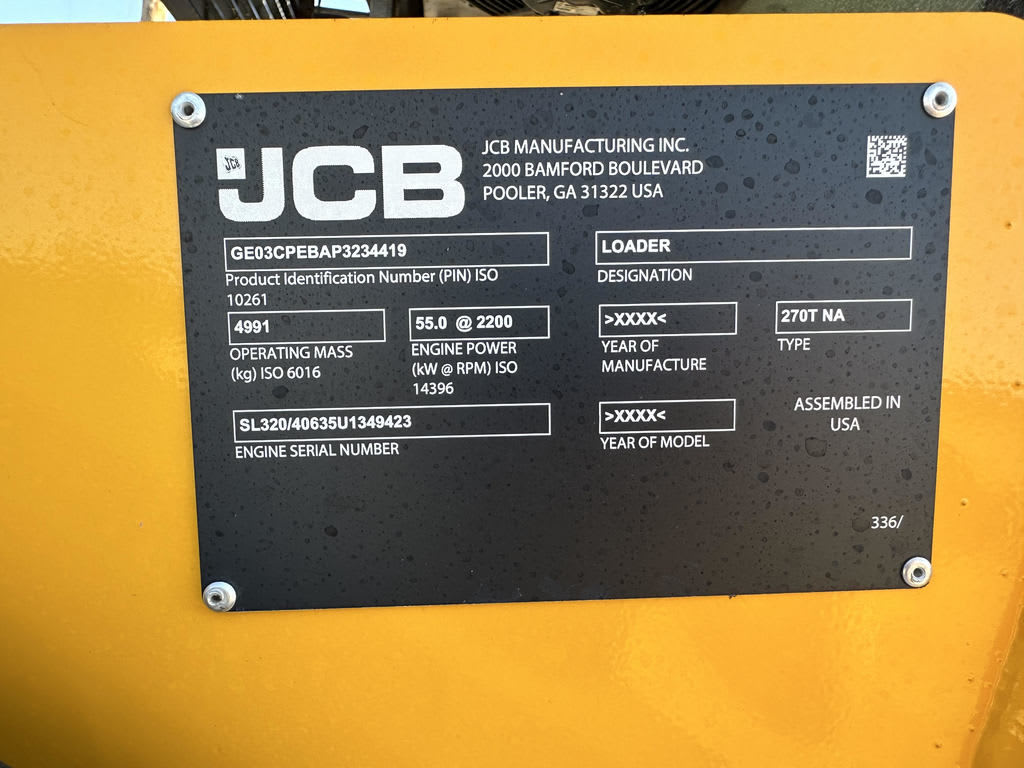 JCB
JCB
JCB MANUFACTURING INC.
2000 BAMFORD BOULEVARD
POOLER, GA 31322 USA
GE03CPEBAP3234419
Product Identification Number (PIN) ISO
10261
LOADER
DESIGNATION
4991
OPERATING MASS
(kg) ISO 6016
55.0 @ 2200
ENGINE POWER
(kW @ RPM) ISO
14396
>XXXX<
YEAR OF
MANUFACTURE
270T NA
TYPE
SL320/40635U1349423
ENGINE SERIAL NUMBER
>XXXX<
YEAR OF MODEL
ASSEMBLED IN
USA
336/